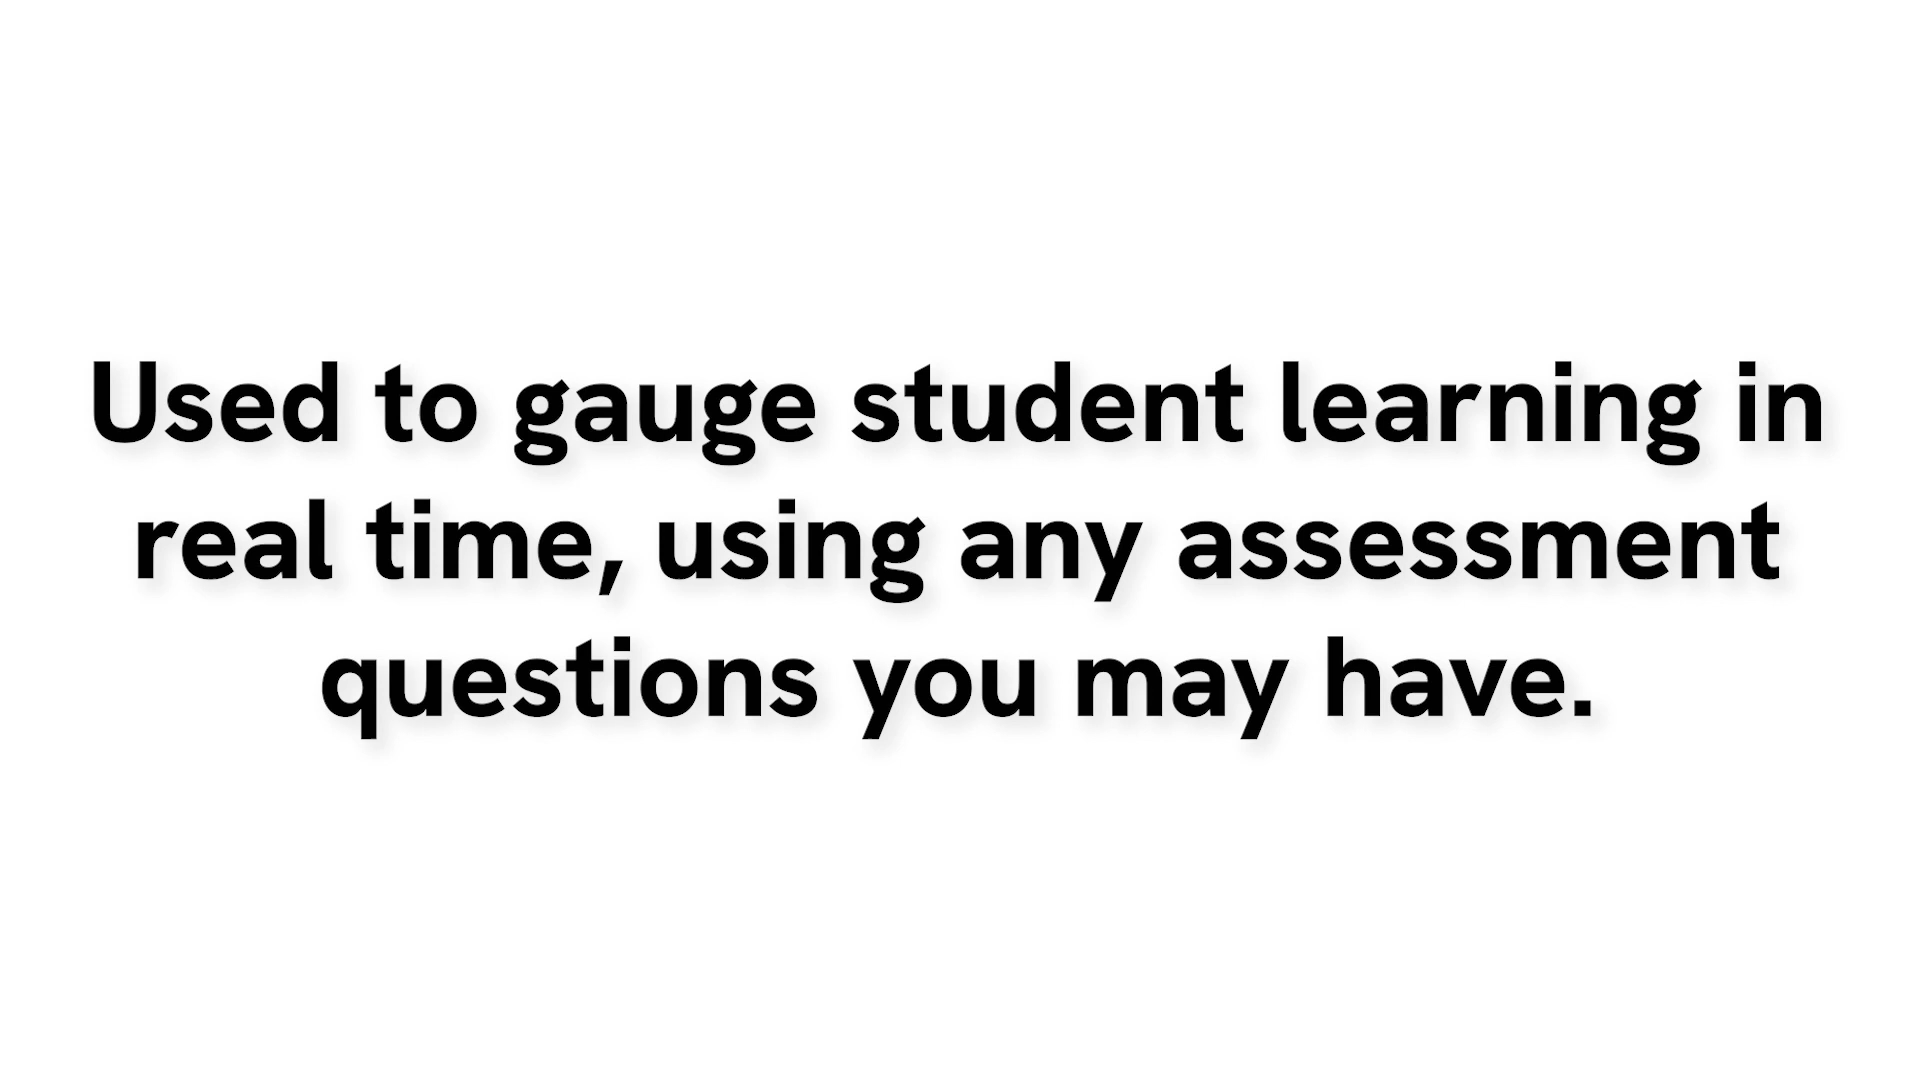 Used to gauge student learning in
real time, using any assessment
questions you may have.